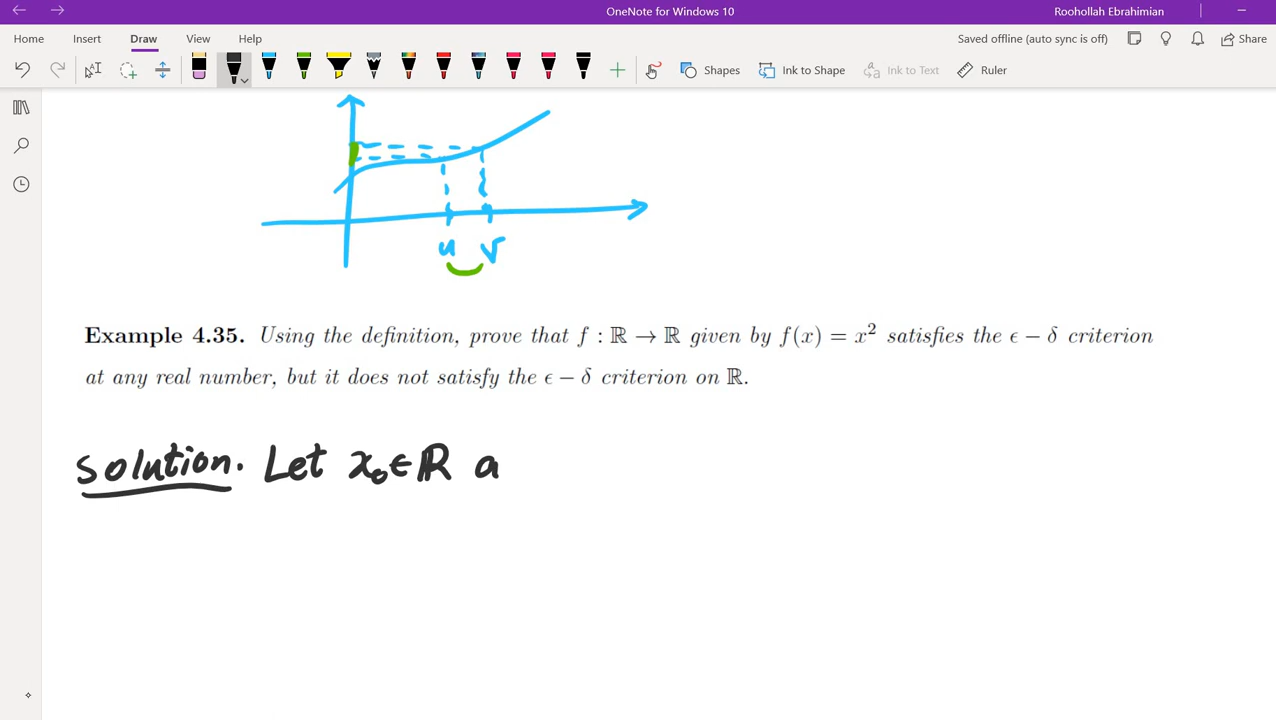 OneNote for Windows 10
Roohollah Ebrahimian
Home Insert Draw View Help
Saved offline (auto sync is off)
Share
Shapes
Ink to Shape
Ink to Text
Ruler
u v
Example 4.35. Using the definition, prove that f : ℝ → ℝ given by f(x) = x² satisfies the ϵ − δ criterion
at any real number, but it does not satisfy the ϵ − δ criterion on ℝ.
Solution. Let x₀ ∈ ℝ a